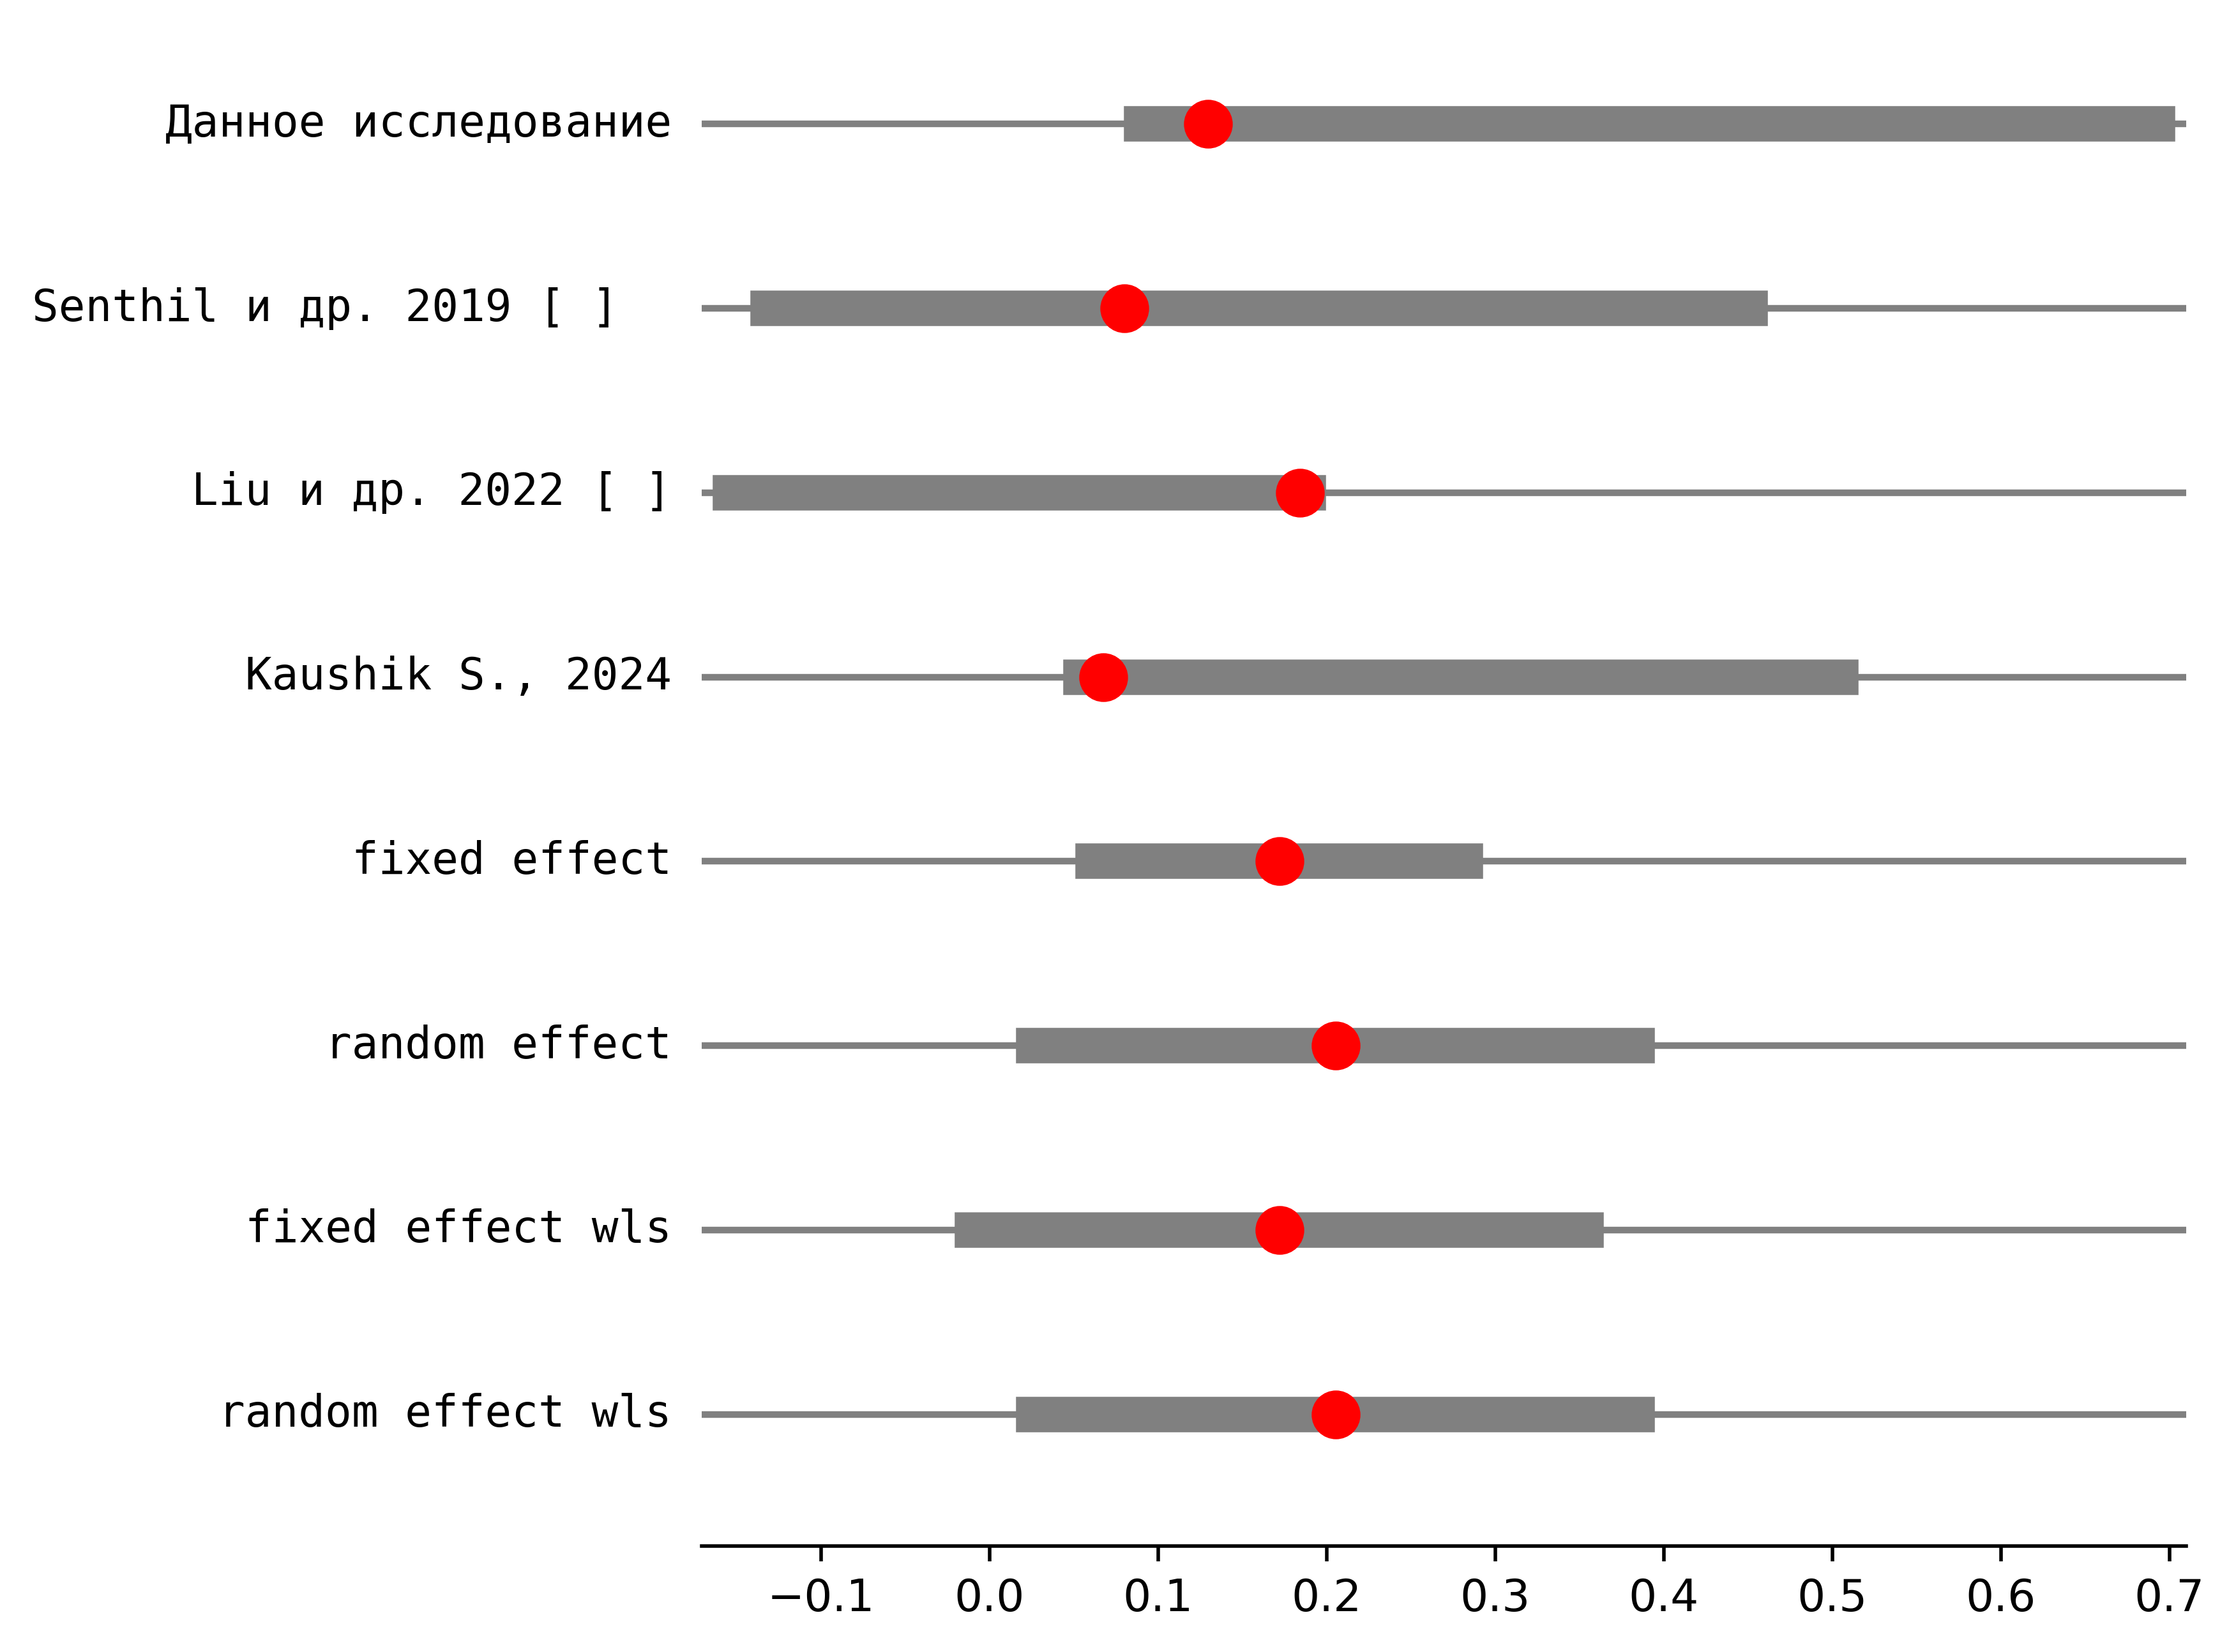 Данное исследование
Senthil и др. 2019 [ ]
Liu и др. 2022 [ ]
Kaushik S., 2024
fixed effect
random effect
fixed effect wls
random effect wls
−0.1 0.0 0.1 0.2 0.3 0.4 0.5 0.6 0.7